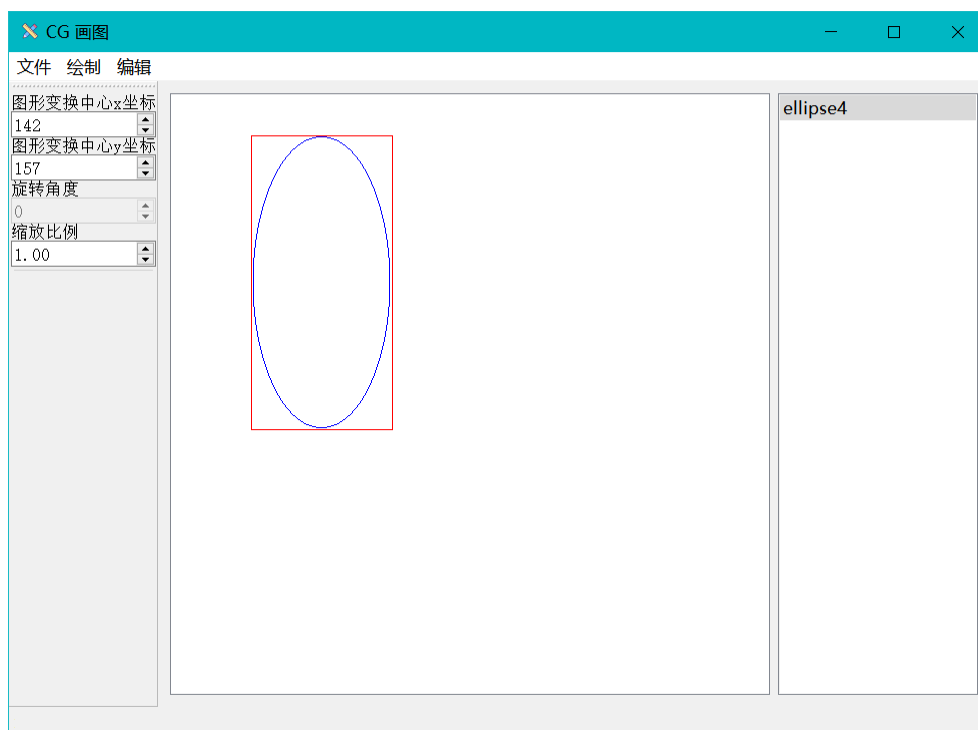 CG 画图
文件 绘制 编辑
图形变换中心x坐标
142
图形变换中心y坐标
157
旋转角度
0
缩放比例
1.00
ellipse4